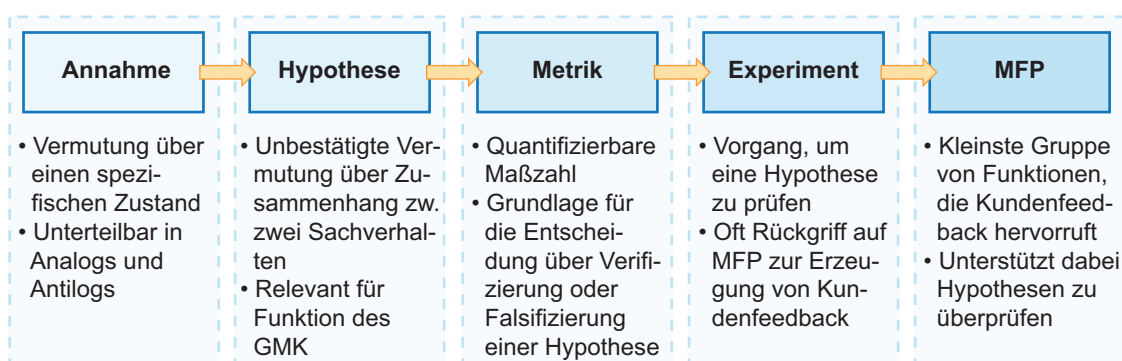 Annahme
• Vermutung über
einen spezi-
fischen Zustand
• Unterteilbar in
Analogs und
Antilogs
Hypothese
• Unbestätigte Ver-
mutung über Zu-
sammenhang zw.
zwei Sachverhal-
ten
• Relevant für
Funktion des
GMK
Metrik
• Quantifizierbare
Maßzahl
• Grundlage für
die Entschei-
dung über Verifi-
zierung oder
Falsifizierung
einer Hypothese
Experiment
• Vorgang, um
eine Hypothese
zu prüfen
• Oft Rückgriff auf
MFP zur Erzeu-
gung von Kun-
denfeedback
MFP
• Kleinste Gruppe
von Funktionen,
die Kundenfeed-
back hervorruft
• Unterstützt dabei
Hypothesen zu
überprüfen